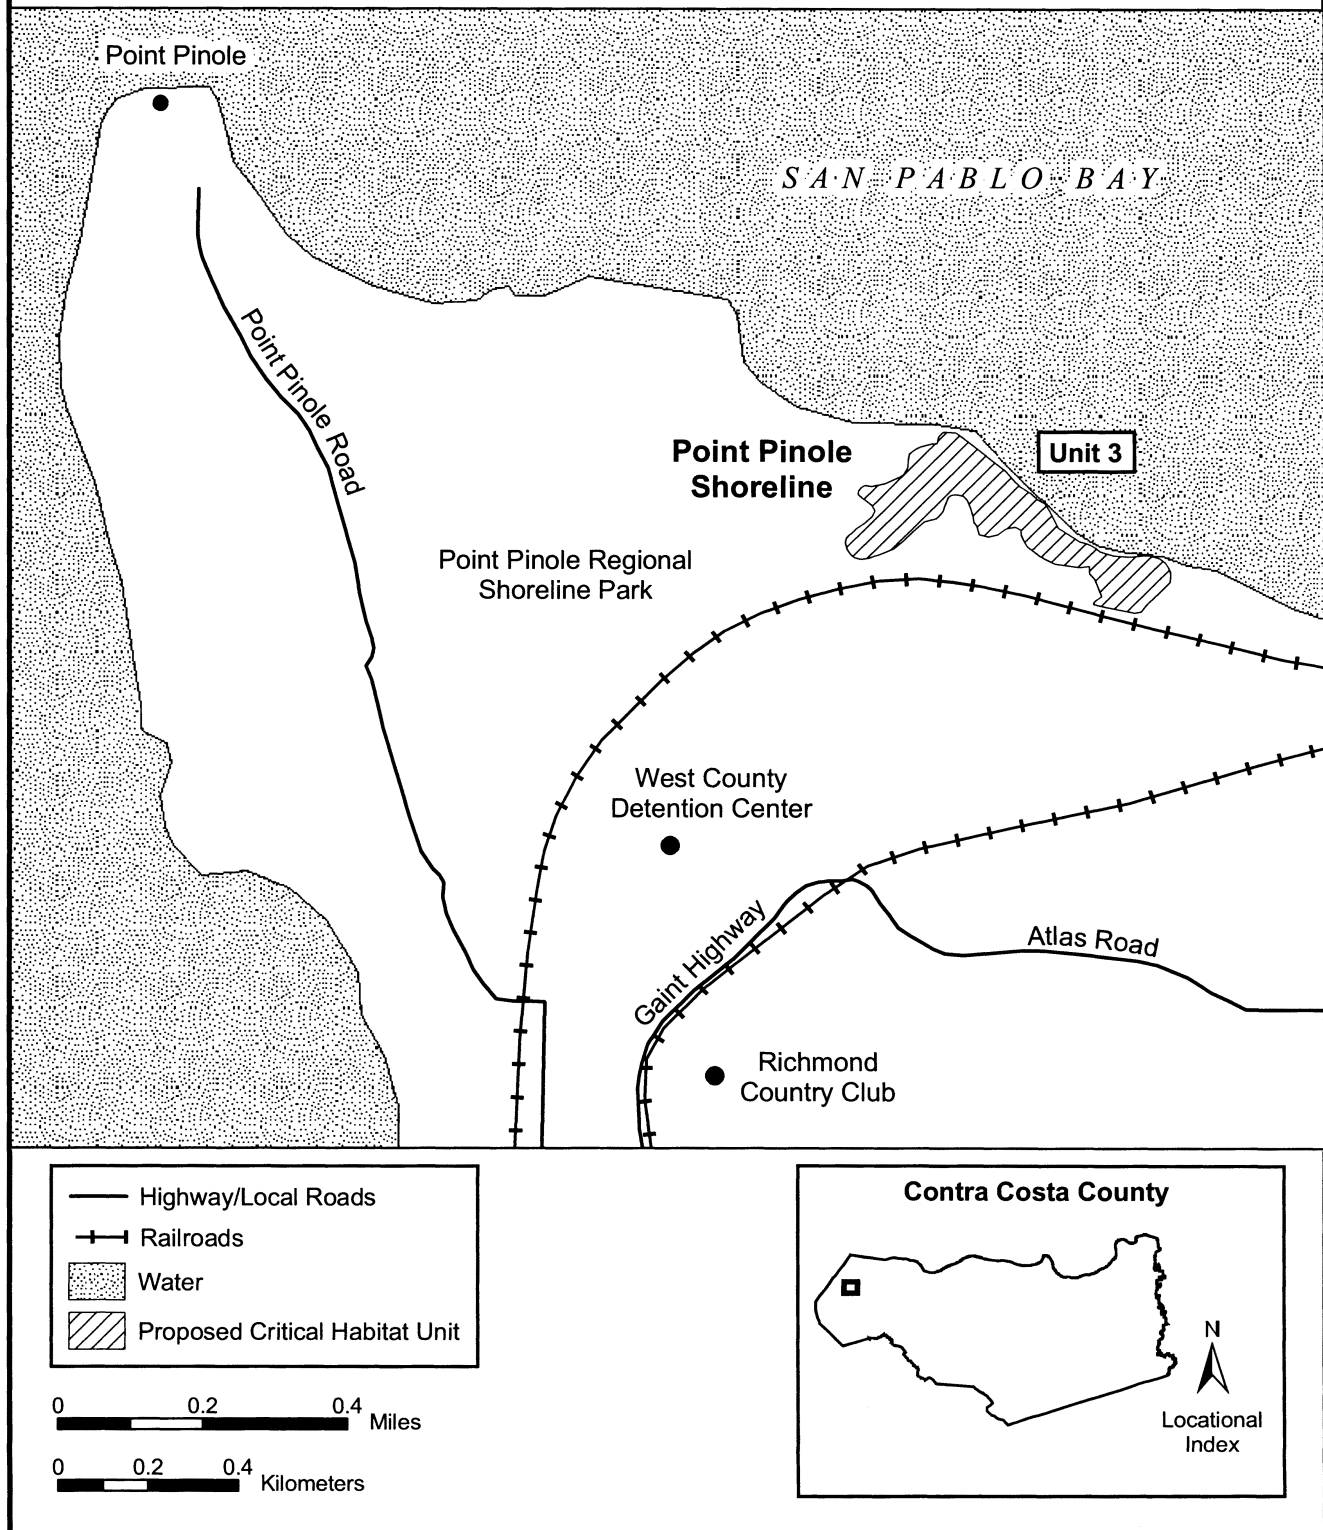 Point Pinole
SAN PABLO BAY
Point Pinole Road
Point Pinole
Shoreline
Unit 3
Point Pinole Regional
Shoreline Park
West County
Detention Center
Gaint Highway
Atlas Road
Richmond
Country Club
Highway/Local Roads
Railroads
Water
Proposed Critical Habitat Unit
0 0.2 0.4
Miles
0 0.2 0.4
Kilometers
Contra Costa County
N
Locational
Index